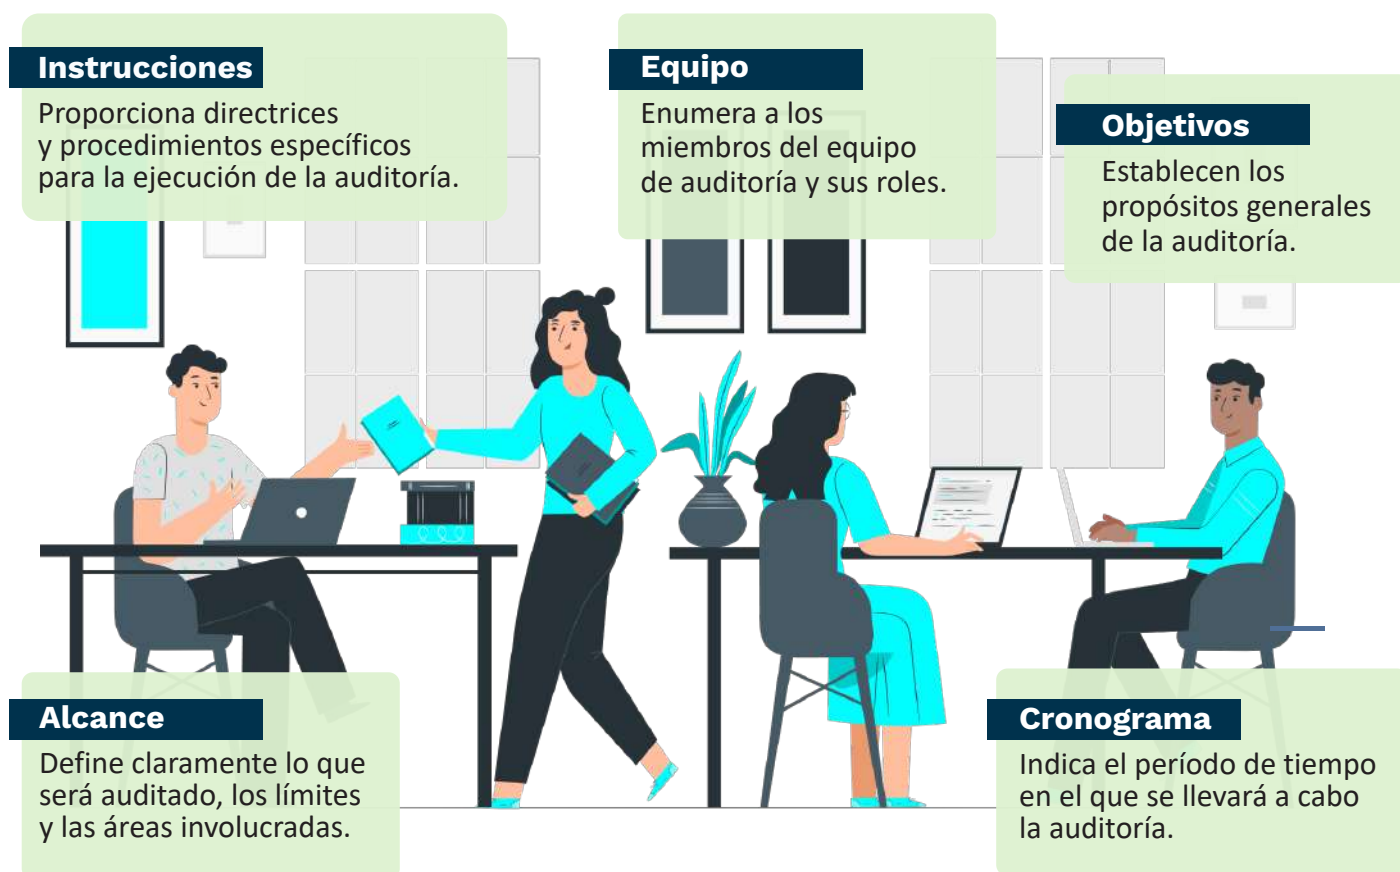 Instrucciones
Proporciona directrices
y procedimientos específicos
para la ejecución de la auditoría.
Equipo
Enumera a los
miembros del equipo
de auditoría y sus roles.
Objetivos
Establecen los
propósitos generales
de la auditoría.
Alcance
Define claramente lo que
será auditado, los límites
y las áreas involucradas.
Cronograma
Indica el período de tiempo
en el que se llevará a cabo
la auditoría.